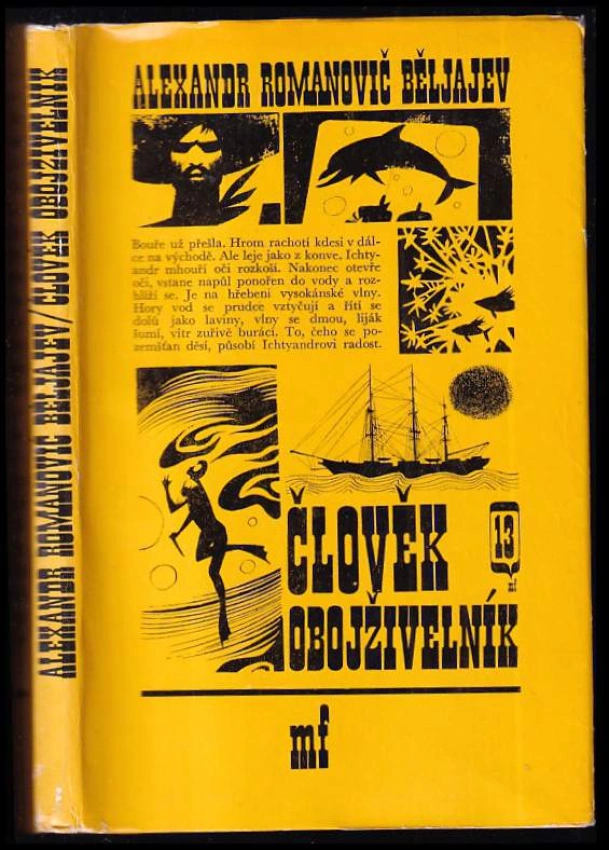 ALEXANDR ROMANOVIČ BĚLJAJEV/ČLOVĚK OBOJŽIVELNÍK
ALEXANDR ROMANOVIČ BĚLJAJEV
Bouře už přešla. Hrom rachotí kdesi v dál-
ce na východě. Ale leje jako z konve. Ichty-
andr mhouří oči rozkoší. Nakonec otevře
oči, vstane napůl ponořen do vody a roz-
hlíží se. Je na hřebení vysokánské vlny.
Hory vod se prudce vztyčují a řítí se
dolů jako laviny, vlny se dmou, liják
šumí, vítr zuřivě burácí. To, čeho se po-
zemšťan děsí, působí Ichtyandrovi radost.
ČLOVĚK
13
mf
OBOJŽIVELNÍK
mf